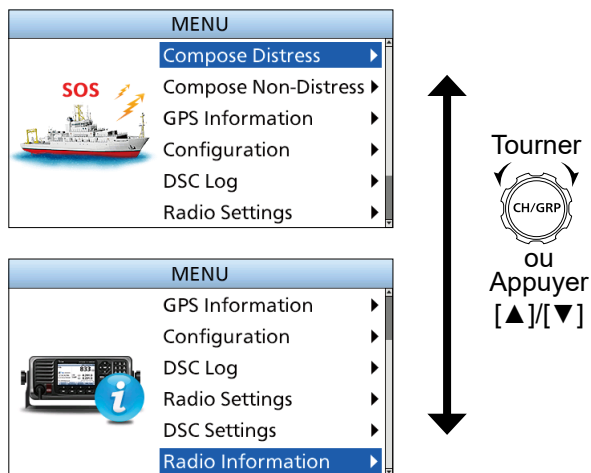 MENU
Compose Distress
SOS
Compose Non-Distress
GPS Information
Configuration
DSC Log
Radio Settings
MENU
GPS Information
Configuration
DSC Log
Radio Settings
DSC Settings
Radio Information
Tourner
CH/GRP
ou
Appuyer
[▲]/[▼]